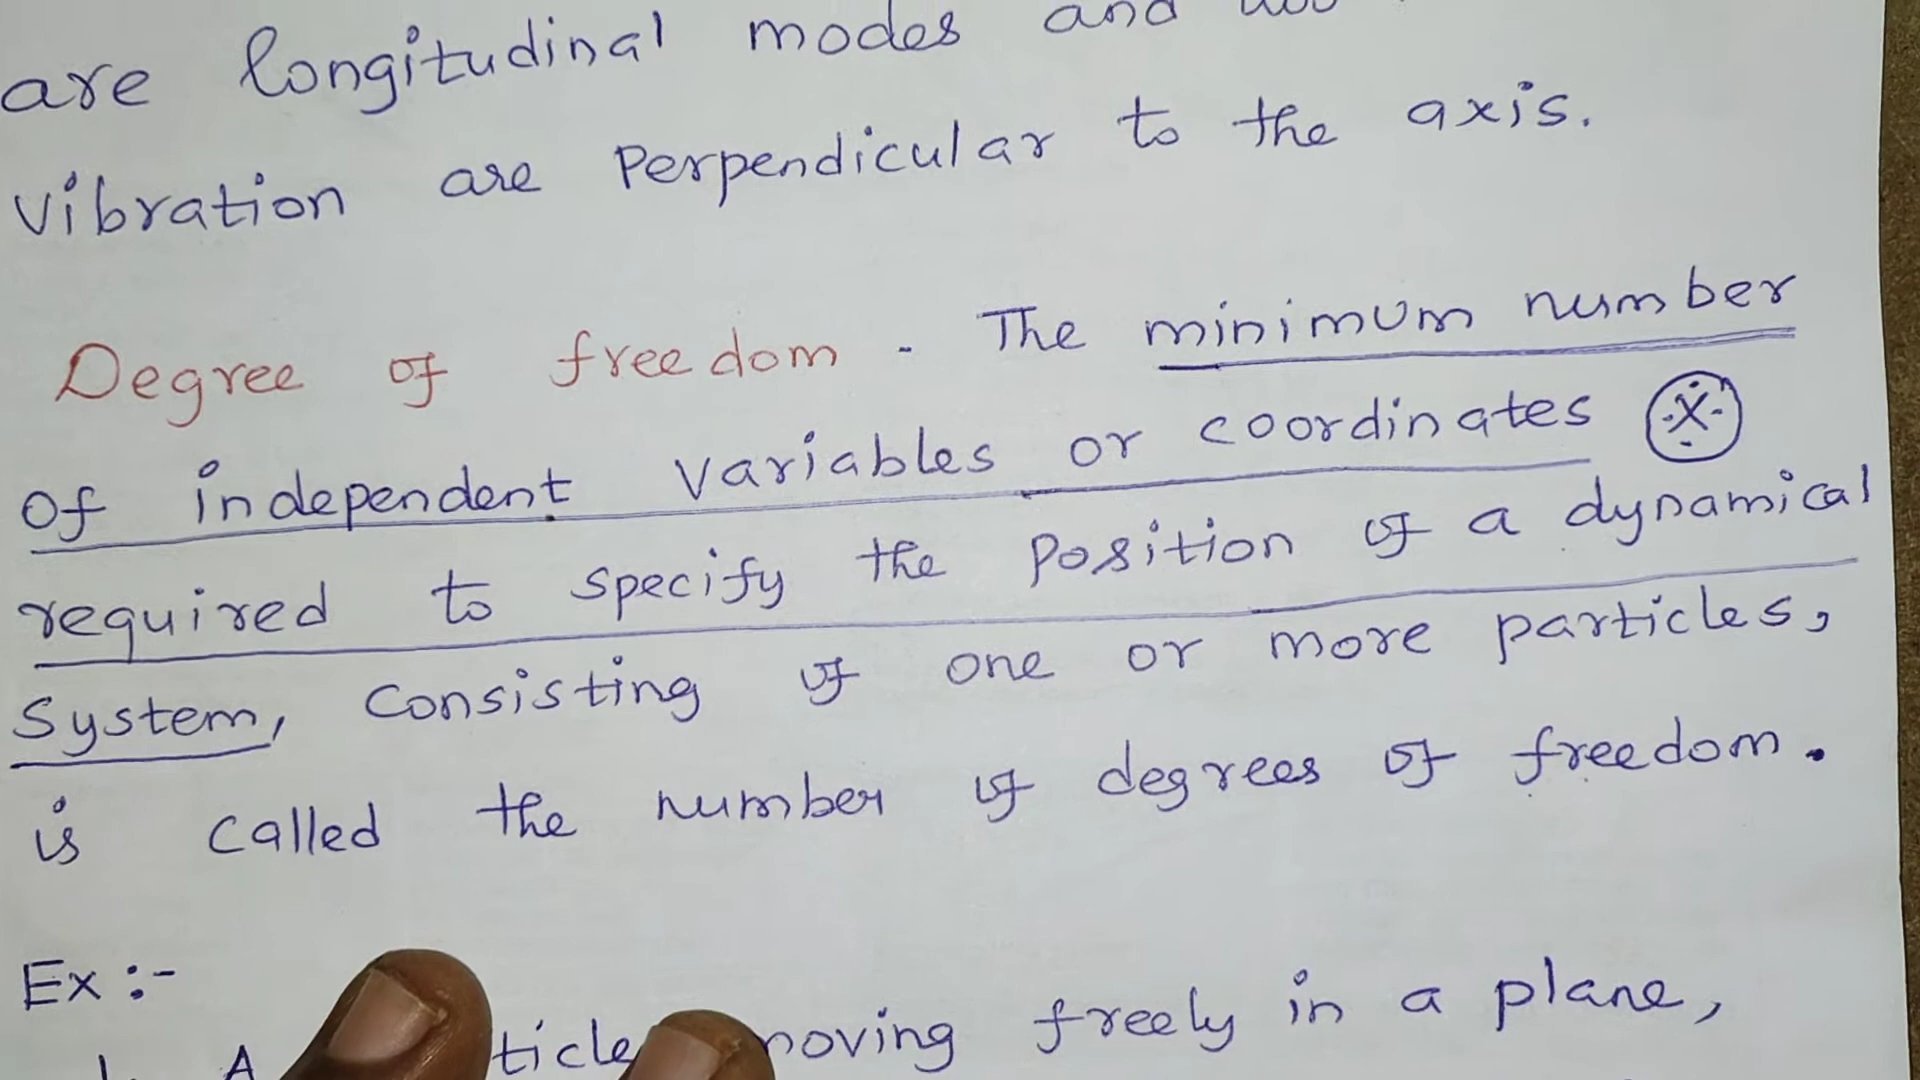 are longitudinal modes and
Vibration are Perpendicular to the axis.
Degree of freedom - The minimum number
of independent variables or coordinates X
required to specify the position of a dynamical
System, consisting of one or more particles,
is called the number of degrees of freedom.
Ex :-
1. A moving freely in a plane,